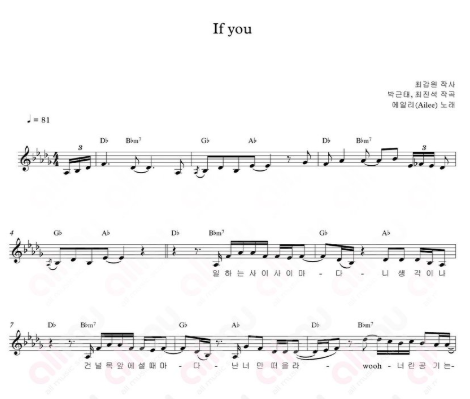 If you
최갑원 작사
박근태, 최진석 작곡
에일리(Ailee) 노래
♩ = 81
3 3
D♭ B♭m7 G♭ A♭ D♭ B♭m7
4
G♭ A♭ D♭ B♭m7 G♭ A♭
일 하 는 사 이 사 이 마 - 다 - 니 생 각 이 나
7
D♭ B♭m7 G♭ A♭ D♭ B♭m7
건 널 목 앞 에 설 때 마 - 다 - 난 너 만 떠 올 라 - wooh - 너 란 공 기 는 -